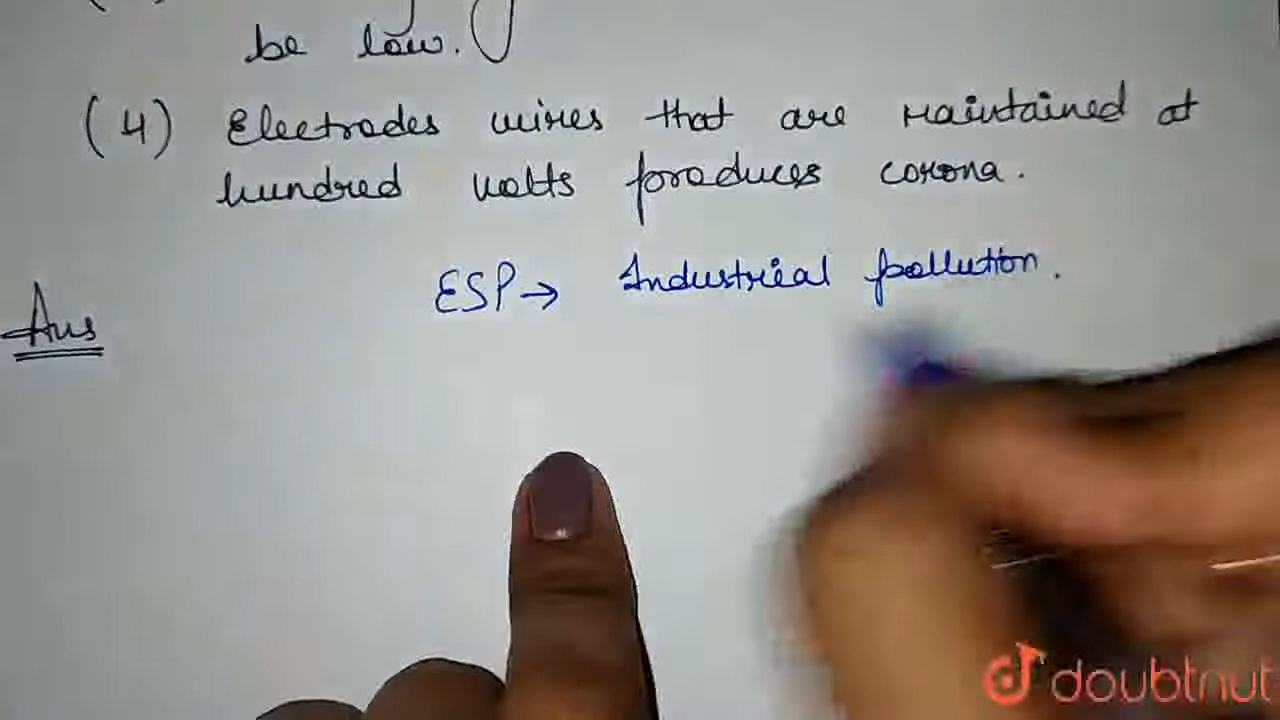 be low.
(4) Electrodes wires that are maintained at
hundred volts produces corona.
ESP → Industrial pollution.
Ans
doubtnut